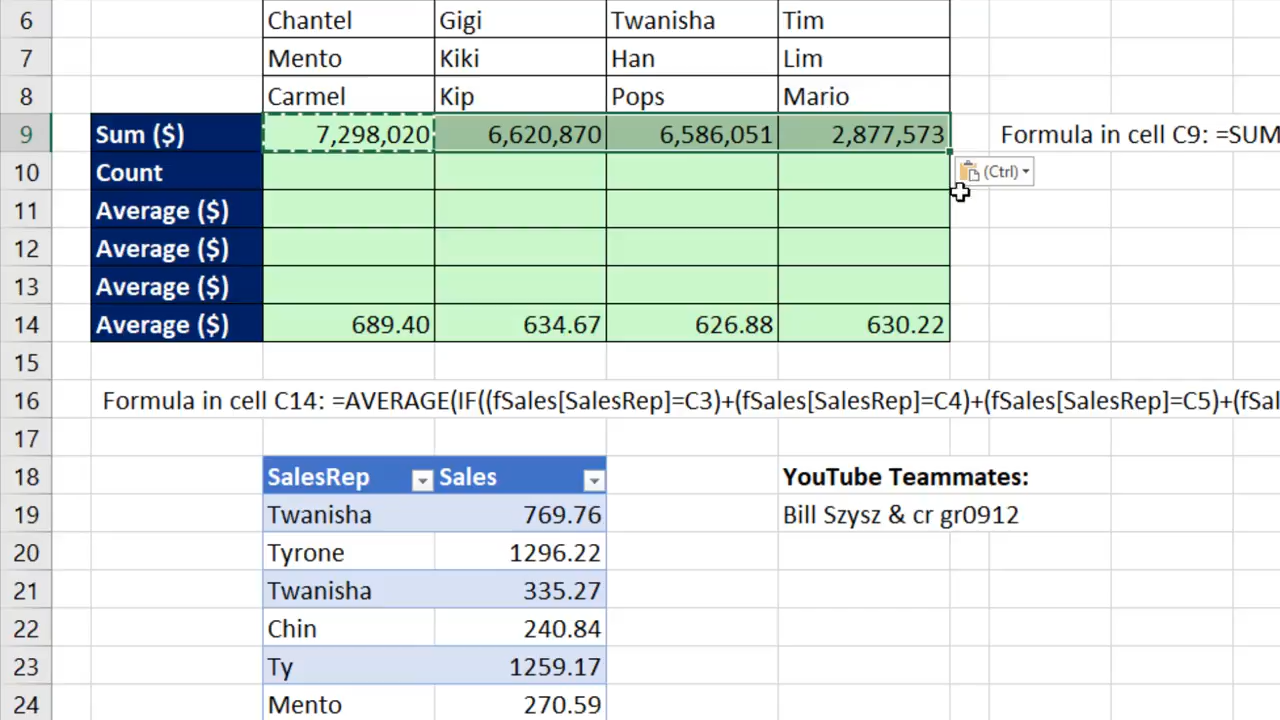 6 Chantel Gigi Twanisha Tim
7 Mento Kiki Han Lim
8 Carmel Kip Pops Mario
9 Sum ($) 7,298,020 6,620,870 6,586,051 2,877,573 Formula in cell C9: =SUM
10 Count (Ctrl)
11 Average ($)
12 Average ($)
13 Average ($)
14 Average ($) 689.40 634.67 626.88 630.22
15
16 Formula in cell C14: =AVERAGE(IF((fSales[SalesRep]=C3)+(fSales[SalesRep]=C4)+(fSales[SalesRep]=C5)+(fSal
17
18 SalesRep Sales YouTube Teammates:
19 Twanisha 769.76 Bill Szysz & cr gr0912
20 Tyrone 1296.22
21 Twanisha 335.27
22 Chin 240.84
23 Ty 1259.17
24 Mento 270.59